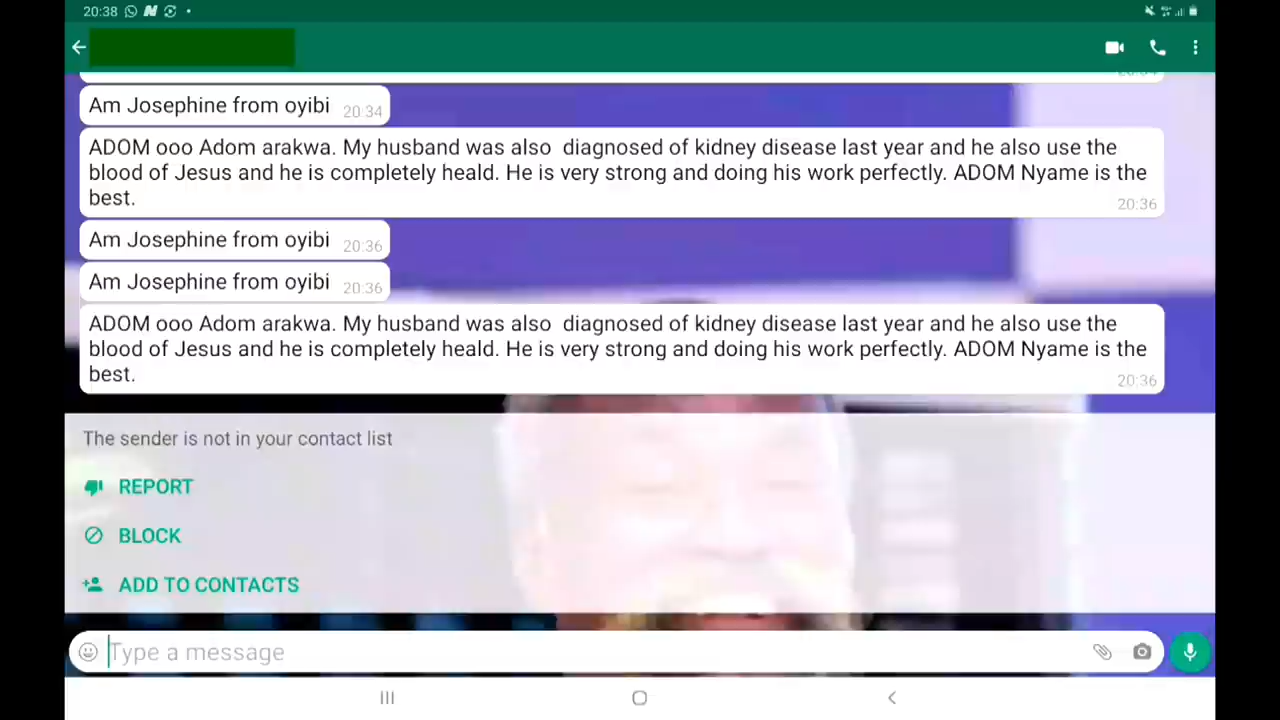 20:38
Am Josephine from oyibi 20:34
ADOM ooo Adom arakwa. My husband was also diagnosed of kidney disease last year and he also use the
blood of Jesus and he is completely heald. He is very strong and doing his work perfectly. ADOM Nyame is the
best. 20:36
Am Josephine from oyibi 20:36
Am Josephine from oyibi 20:36
ADOM ooo Adom arakwa. My husband was also diagnosed of kidney disease last year and he also use the
blood of Jesus and he is completely heald. He is very strong and doing his work perfectly. ADOM Nyame is the
best. 20:36
The sender is not in your contact list
REPORT
BLOCK
ADD TO CONTACTS
Type a message